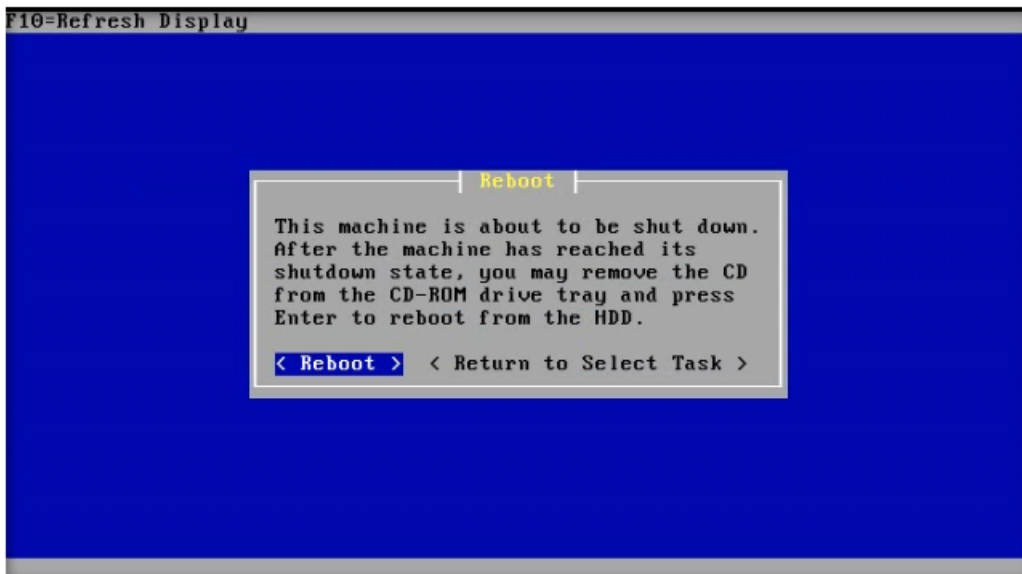 F10=Refresh Display
Reboot
This machine is about to be shut down.
After the machine has reached its
shutdown state, you may remove the CD
from the CD-ROM drive tray and press
Enter to reboot from the HDD.
< Reboot > < Return to Select Task >